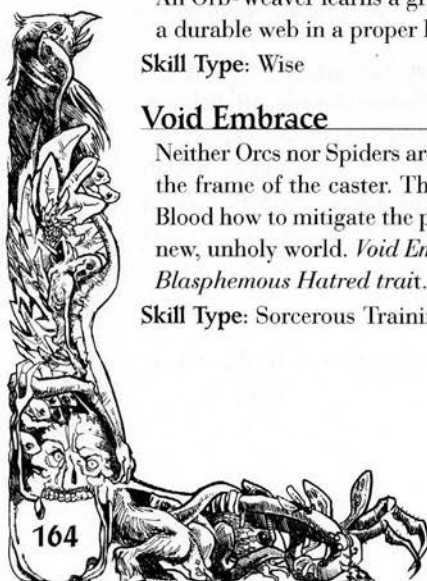 An Orb-weaver learns a gr
a durable web in a proper l
Skill Type: Wise
Void Embrace
Neither Orcs nor Spiders ar
the frame of the caster. Th
Blood how to mitigate the p
new, unholy world. Void En
Blasphemous Hatred trait.
Skill Type: Sorcerous Trainin
164